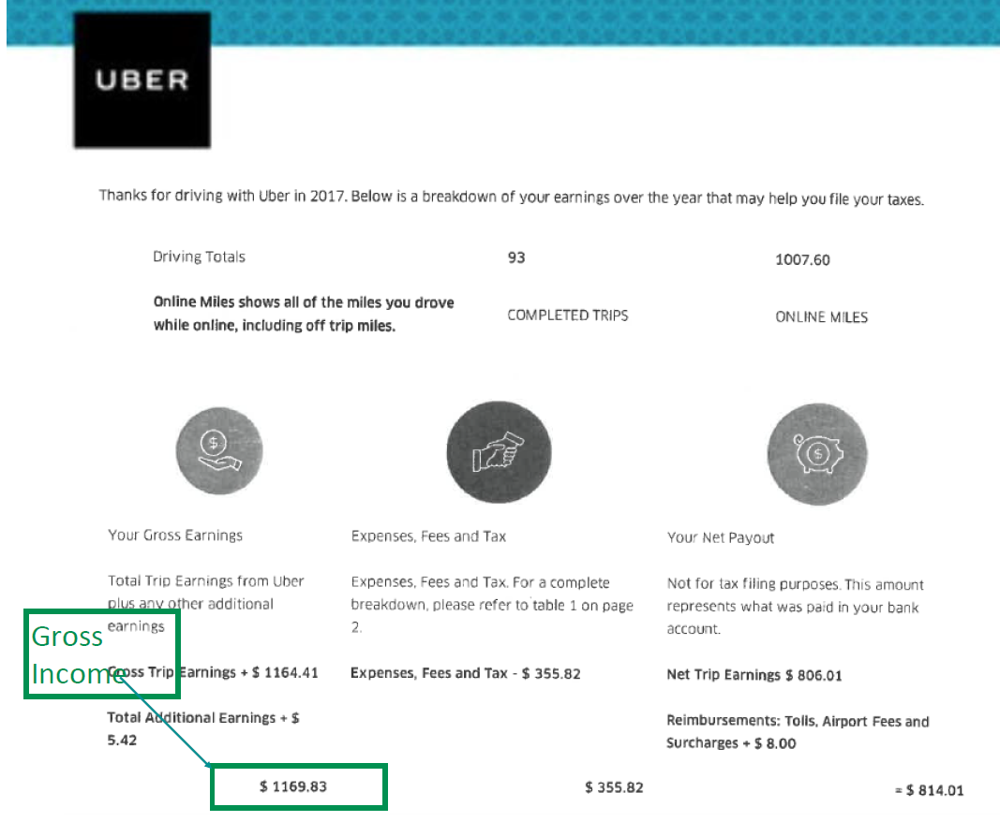 UBER
Thanks for driving with Uber in 2017. Below is a breakdown of your earnings over the year that may help you file your taxes.
Driving Totals
93
1007.60
Online Miles shows all of the miles you drove
while online, including off trip miles.
COMPLETED TRIPS
ONLINE MILES
$
$
Your Gross Earnings
Total Trip Earnings from Uber
plus any other additional
earnings
Gross
Income
Gross Trip Earnings + $ 1164.41
Total Additional Earnings + $
5.42
$ 1169.83
Expenses, Fees and Tax
Expenses, Fees and Tax. For a complete
breakdown, please refer to table 1 on page
2.
Expenses, Fees and Tax - $ 355.82
$ 355.82
Your Net Payout
Not for tax filing purposes. This amount
represents what was paid in your bank
account.
Net Trip Earnings $ 806.01
Reimbursements: Tolls, Airport Fees and
Surcharges + $ 8.00
= $ 814.01